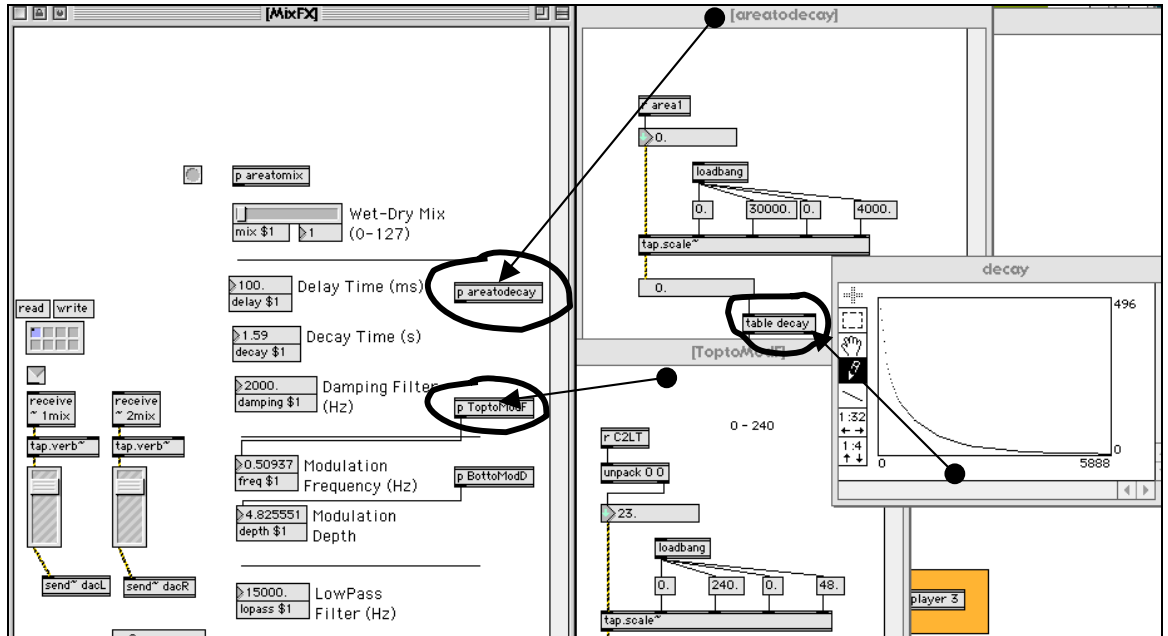 [MixFX]
p areatomix
Wet-Dry Mix
(0-127)
mix $1
1
100.
delay $1
Delay Time (ms)
p areatodecay
read
write
1.59
decay $1
Decay Time (s)
2000.
damping $1
Damping Filter
(Hz)
p ToptoModF
receive
~ 1mix
receive
~ 2mix
tap.verb~
tap.verb~
0.50937
freq $1
Modulation
Frequency (Hz)
p BottoModD
4.825551
depth $1
Modulation
Depth
send~ dacL
send~ dacR
15000.
lopass $1
LowPass
Filter (Hz)
[areatodecay]
r area1
0.
loadbang
0.
30000.
0.
4000.
tap.scale~
0.
table decay
decay
496
0
0
5888
1:32
1:4
[ToptoModF]
0 - 240
r C2LT
unpack 0 0
23.
loadbang
0.
240.
0.
48.
tap.scale~
player 3